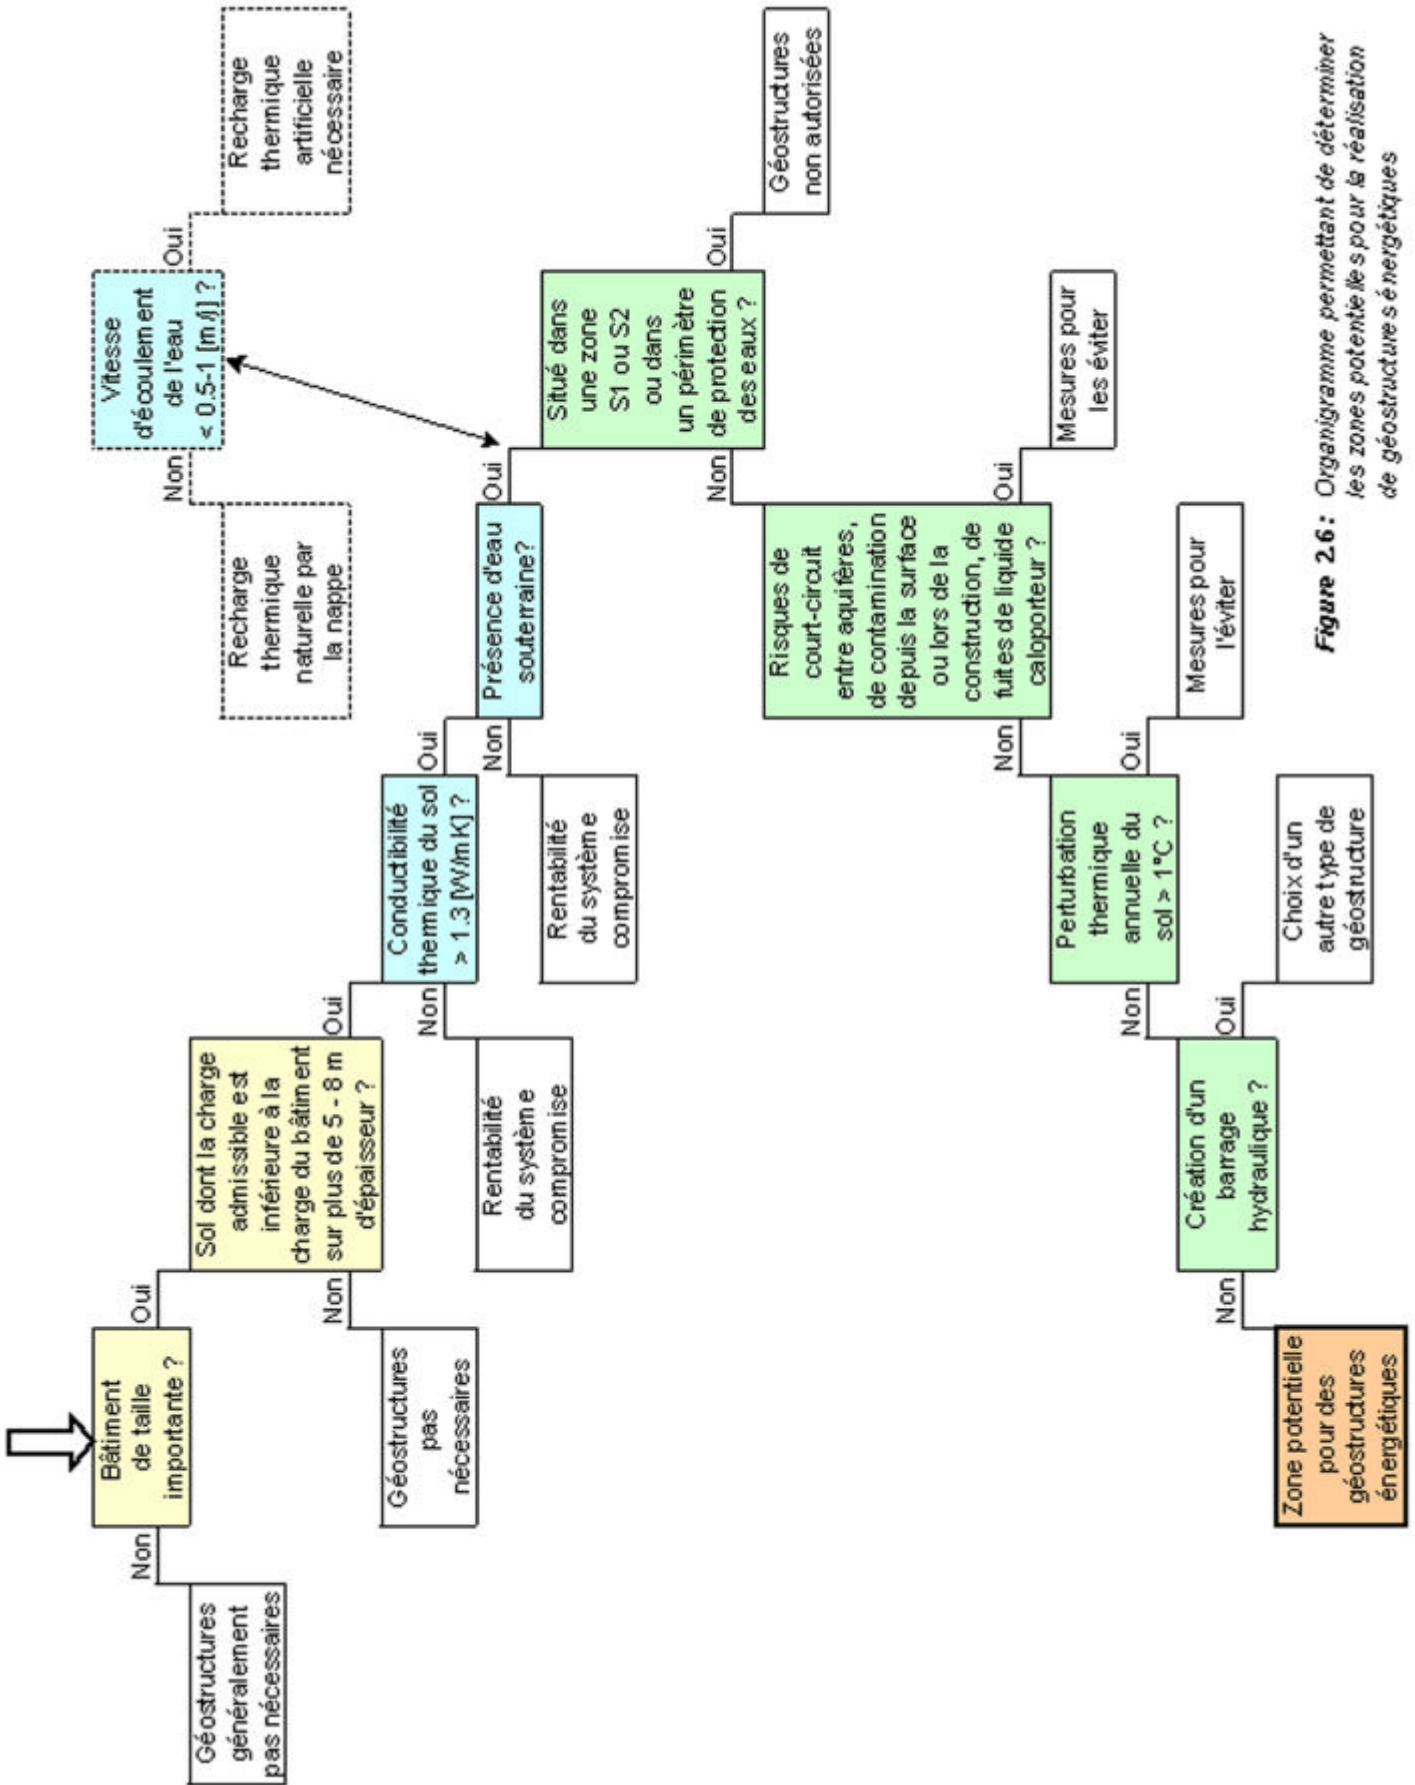 Bâtiment
de taille
importante ?
Non
Oui
Géostructures
généralement
pas nécessaires
Sol dont la charge
admissible est
inférieure à la
charge du bâtiment
sur plus de 5 - 8 m
d'épaisseur ?
Non
Oui
Géostructures
pas
nécessaires
Conductibilité
thermique du sol
> 1.3 [W/mK] ?
Non
Oui
Rentabilité
du système
compromise
Présence d'eau
souterraine?
Non
Oui
Rentabilité
du système
compromise
Vitesse
d'écoulement
de l'eau
< 0.5-1 [m/j] ?
Non
Oui
Recharge
thermique
naturelle par
la nappe
Recharge
thermique
artificielle
nécessaire
Situé dans
une zone
S1 ou S2
ou dans
un périmètre
de protection
des eaux ?
Non
Oui
Géostructures
non autorisées
Risques de
court-circuit
entre aquifères,
de contamination
depuis la surface
ou lors de la
construction, de
fuites de liquide
caloporteur ?
Non
Oui
Mesures pour
les éviter
Perturbation
thermique
annuelle du
sol > 1°C ?
Non
Oui
Mesures pour
l'éviter
Création d'un
barrage
hydraulique ?
Non
Oui
Choix d'un
autre type de
géostructure
Zone potentielle
pour des
géostructures
énergétiques
Figure 2.6 : Organigramme permettant de déterminer
les zones potentielles pour la réalisation
de géostructures énergétiques